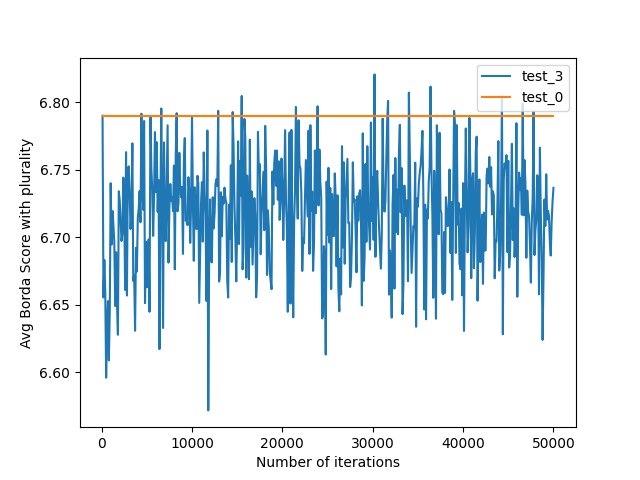 test_3
test_0
Avg Borda Score with plurality
6.80
6.75
6.70
6.65
6.60
0 10000 20000 30000 40000 50000
Number of iterations